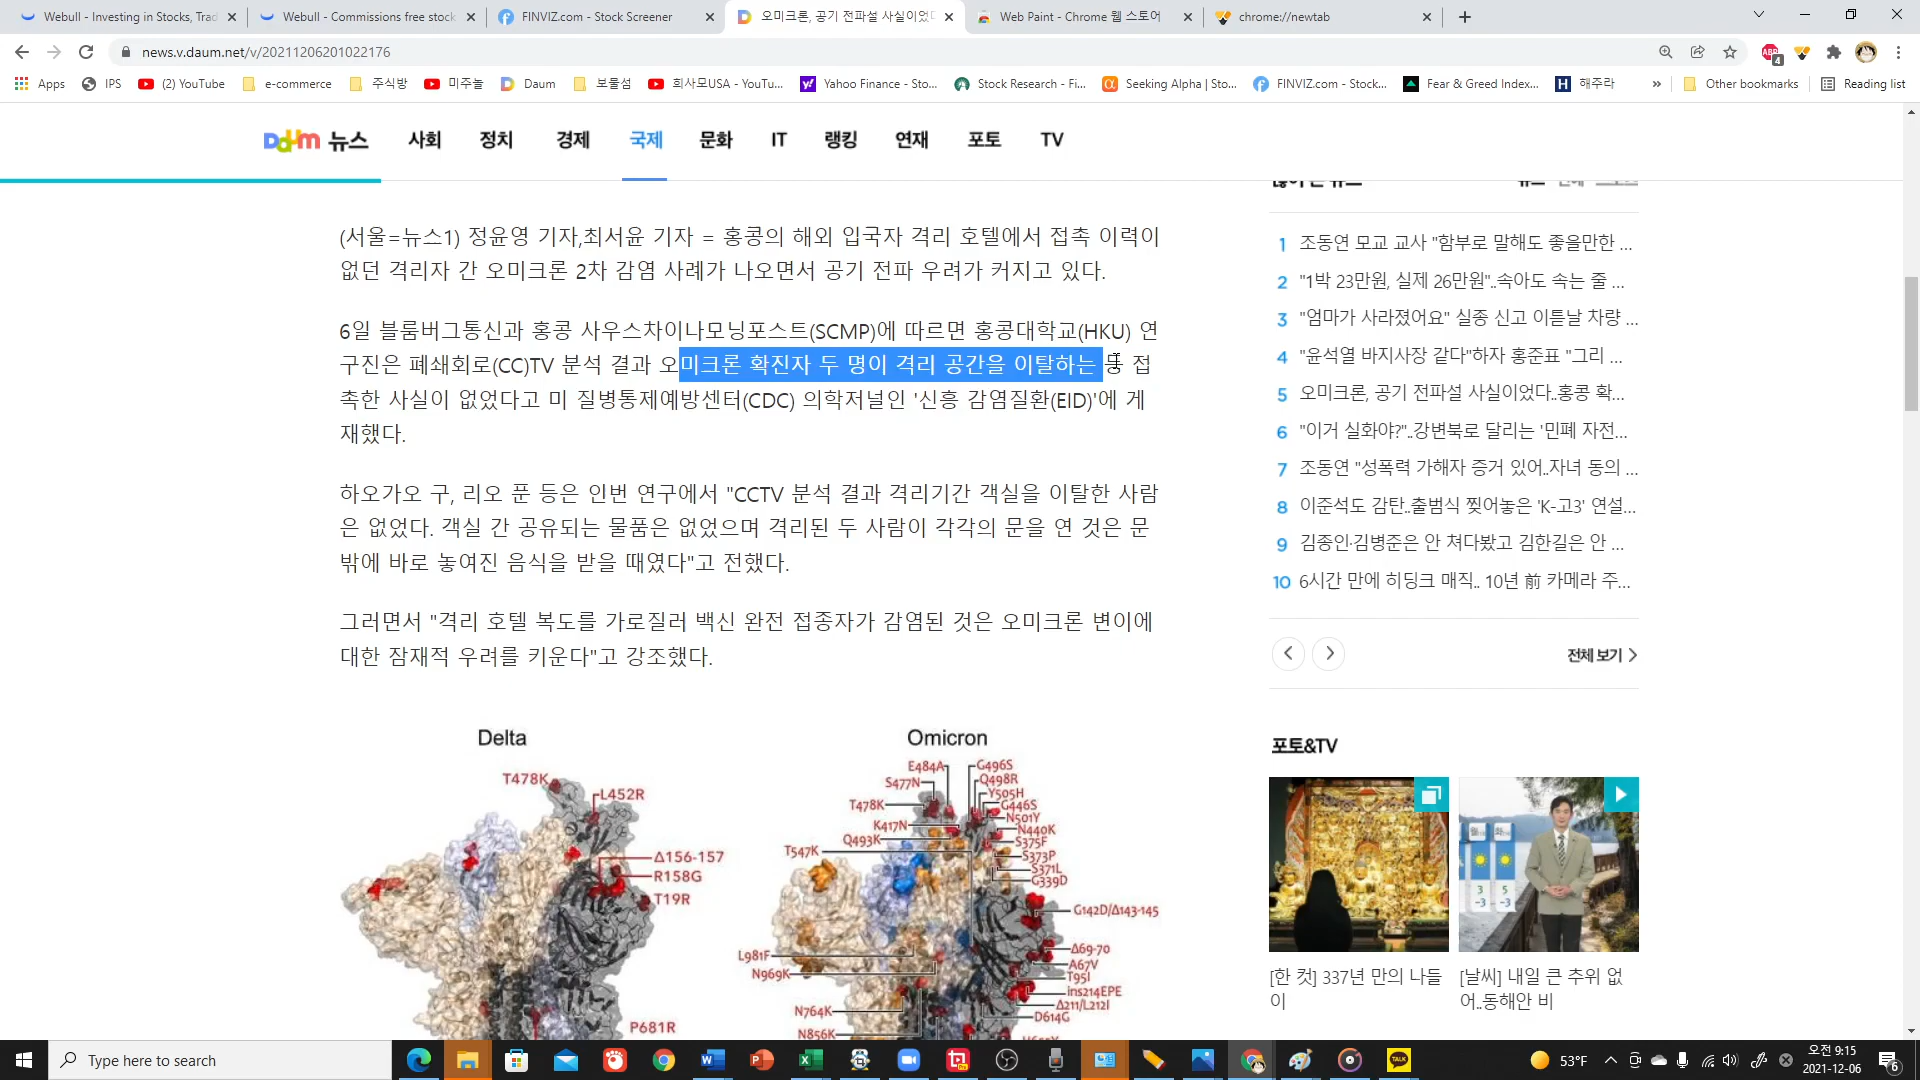 Webull - Investing in Stocks, Trad
Webull - Commissions free stock
FINVIZ.com - Stock Screener
오미크론, 공기 전파설 사실이었다
Web Paint - Chrome 웹 스토어
chrome://newtab
news.v.daum.net/v/20211206201022176
ABP
4
Apps
IPS
(2) YouTube
e-commerce
주식방
미주놀
Daum
보물섬
희사모USA - YouTu...
Yahoo Finance - Sto...
Stock Research - Fi...
Seeking Alpha | Sto...
FINVIZ.com - Stock...
Fear & Greed Index...
해주라
»
Other bookmarks
Reading list
Daum 뉴스
사회
정치
경제
국제
문화
IT
랭킹
연재
포토
TV
(서울=뉴스1) 정윤영 기자,최서윤 기자 = 홍콩의 해외 입국자 격리 호텔에서 접촉 이력이
없던 격리자 간 오미크론 2차 감염 사례가 나오면서 공기 전파 우려가 커지고 있다.
6일 블룸버그통신과 홍콩 사우스차이나모닝포스트(SCMP)에 따르면 홍콩대학교(HKU) 연
구진은 폐쇄회로(CC)TV 분석 결과 오미크론 확진자 두 명이 격리 공간을 이탈하는 등 접
촉한 사실이 없었다고 미 질병통제예방센터(CDC) 의학저널인 '신흥 감염질환(EID)'에 게
재했다.
하오가오 구, 리오 푼 등은 인번 연구에서 "CCTV 분석 결과 격리기간 객실을 이탈한 사람
은 없었다. 객실 간 공유되는 물품은 없었으며 격리된 두 사람이 각각의 문을 연 것은 문
밖에 바로 놓여진 음식을 받을 때였다"고 전했다.
그러면서 "격리 호텔 복도를 가로질러 백신 완전 접종자가 감염된 것은 오미크론 변이에
대한 잠재적 우려를 키운다"고 강조했다.
Delta
T478K
L452R
Δ156-157
R158G
T19R
P681R
Omicron
E484A
S477N
T478K
K417N
Q493K
T547K
L981F
N969K
N764K
N856K
G496S
Q498R
Y505H
G446S
N501Y
N440K
S375F
S373P
S371L
G339D
G142D/Δ143-145
Δ69-70
A67V
T95I
ins214EPE
Δ211/L212I
D614G
1 조동연 모교 교사 "함부로 말해도 좋을만한 ...
2 "1박 23만원, 실제 26만원"..속아도 속는 줄 ...
3 "엄마가 사라졌어요" 실종 신고 이튿날 차량 ...
4 "윤석열 바지사장 같다"하자 홍준표 "그리 ...
5 오미크론, 공기 전파설 사실이었다..홍콩 확...
6 "이거 실화야?"..강변북로 달리는 '민폐 자전...
7 조동연 "성폭력 가해자 증거 있어..자녀 동의 ...
8 이준석도 감탄..출범식 찢어놓은 'K-고3' 연설...
9 김종인·김병준은 안 쳐다봤고 김한길은 안 ...
10 6시간 만에 히딩크 매직.. 10년 前 카메라 주...
전체 보기
포토&TV
3
5
-3
-3
[한 컷] 337년 만의 나들
이
[날씨] 내일 큰 추위 없
어..동해안 비
Type here to search
TALK
53°F
오전 9:15
2021-12-06
6